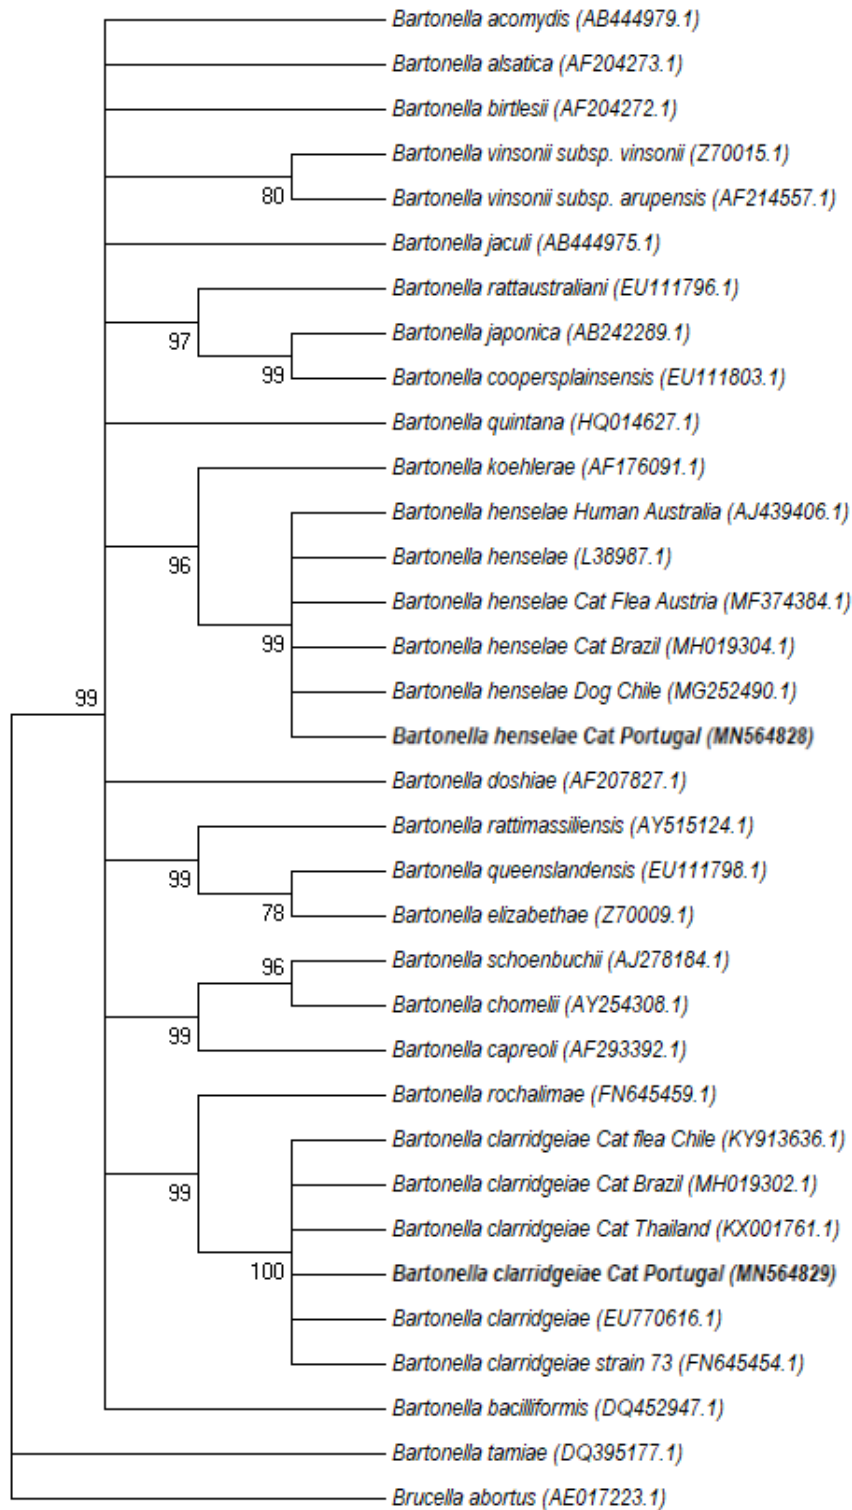 Bartonella acomydis (AB444979.1)
Bartonella alsatica (AF204273.1)
Bartonella birtlesii (AF204272.1)
Bartonella vinsonii subsp. vinsonii (Z70015.1)
80
Bartonella vinsonii subsp. arupensis (AF214557.1)
Bartonella jaculi (AB444975.1)
Bartonella rattaustraliani (EU111796.1)
97
Bartonella japonica (AB242289.1)
99
Bartonella coopersplainsensis (EU111803.1)
Bartonella quintana (HQ014627.1)
Bartonella koehlerae (AF176091.1)
Bartonella henselae Human Australia (AJ439406.1)
96
Bartonella henselae (L38987.1)
Bartonella henselae Cat Flea Austria (MF374384.1)
99
Bartonella henselae Cat Brazil (MH019304.1)
Bartonella henselae Dog Chile (MG252490.1)
99
Bartonella henselae Cat Portugal (MN564828)
Bartonella doshiae (AF207827.1)
Bartonella rattimassiliensis (AY515124.1)
99
Bartonella queenslandensis (EU111798.1)
78
Bartonella elizabethae (Z70009.1)
96
Bartonella schoenbuchii (AJ278184.1)
Bartonella chomelii (AY254308.1)
99
Bartonella capreoli (AF293392.1)
Bartonella rochalimae (FN645459.1)
Bartonella clarridgeiae Cat flea Chile (KY913636.1)
99
Bartonella clarridgeiae Cat Brazil (MH019302.1)
Bartonella clarridgeiae Cat Thailand (KX001761.1)
100
Bartonella clarridgeiae Cat Portugal (MN564829)
Bartonella clarridgeiae (EU770616.1)
Bartonella clarridgeiae strain 73 (FN645454.1)
Bartonella bacilliformis (DQ452947.1)
Bartonella tamiae (DQ395177.1)
Brucella abortus (AE017223.1)